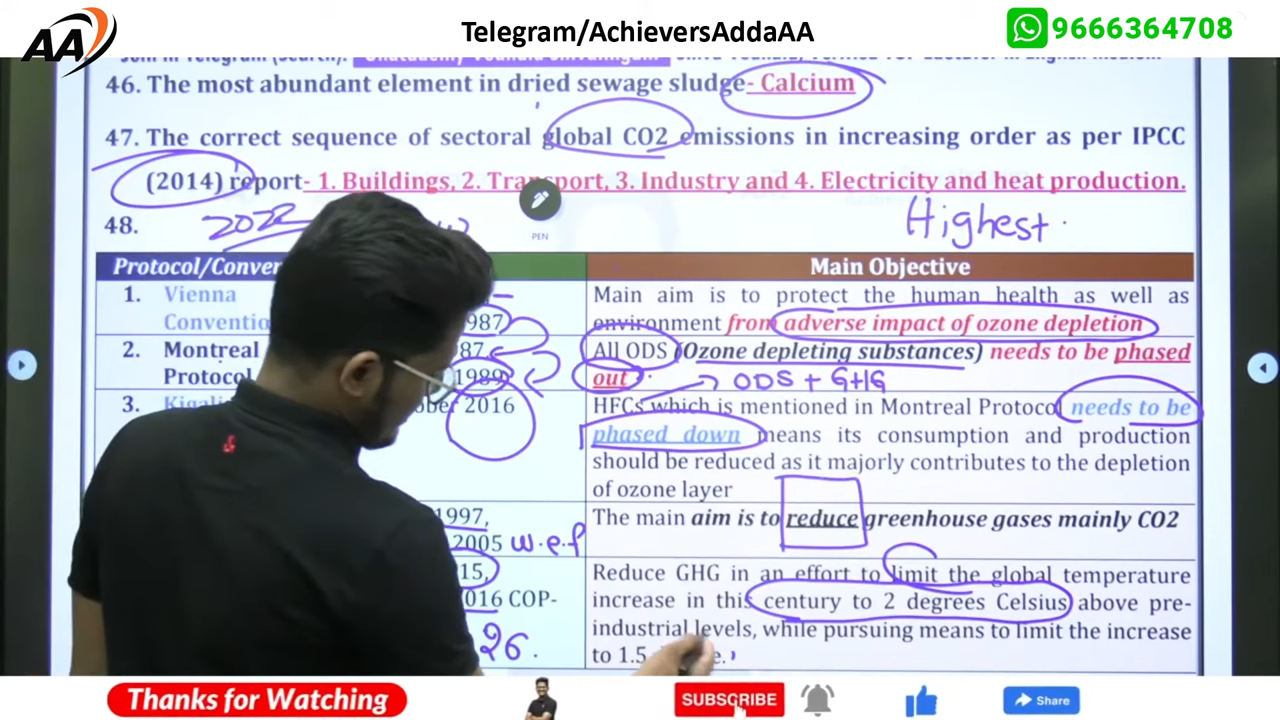 AA
Telegram/AchieversAddaAA
9666364708
46. The most abundant element in dried sewage sludge- Calcium
47. The correct sequence of sectoral global CO2 emissions in increasing order as per IPCC
(2014) report- 1. Buildings, 2. Transport, 3. Industry and 4. Electricity and heat production.
48.
2022
Highest
PEN
Protocol/Conver
Main Objective
1. Vienna
Conventio
987
Main aim is to protect the human health as well as
environment from adverse impact of ozone depletion
2. Montreal
Protocol
87,
1989
All ODS (Ozone depleting substances) needs to be phased
out
ODS + GHG
3. Kigali
ober 2016
HFCs which is mentioned in Montreal Protocol needs to be
phased down means its consumption and production
should be reduced as it majorly contributes to the depletion
of ozone layer
1997,
2005 w.e.f
The main aim is to reduce greenhouse gases mainly CO2
15,
016 COP-
26.
Reduce GHG in an effort to limit the global temperature
increase in this century to 2 degrees Celsius above pre-
industrial levels, while pursuing means to limit the increase
to 1.5
Thanks for Watching
SUBSCRIBE
Share